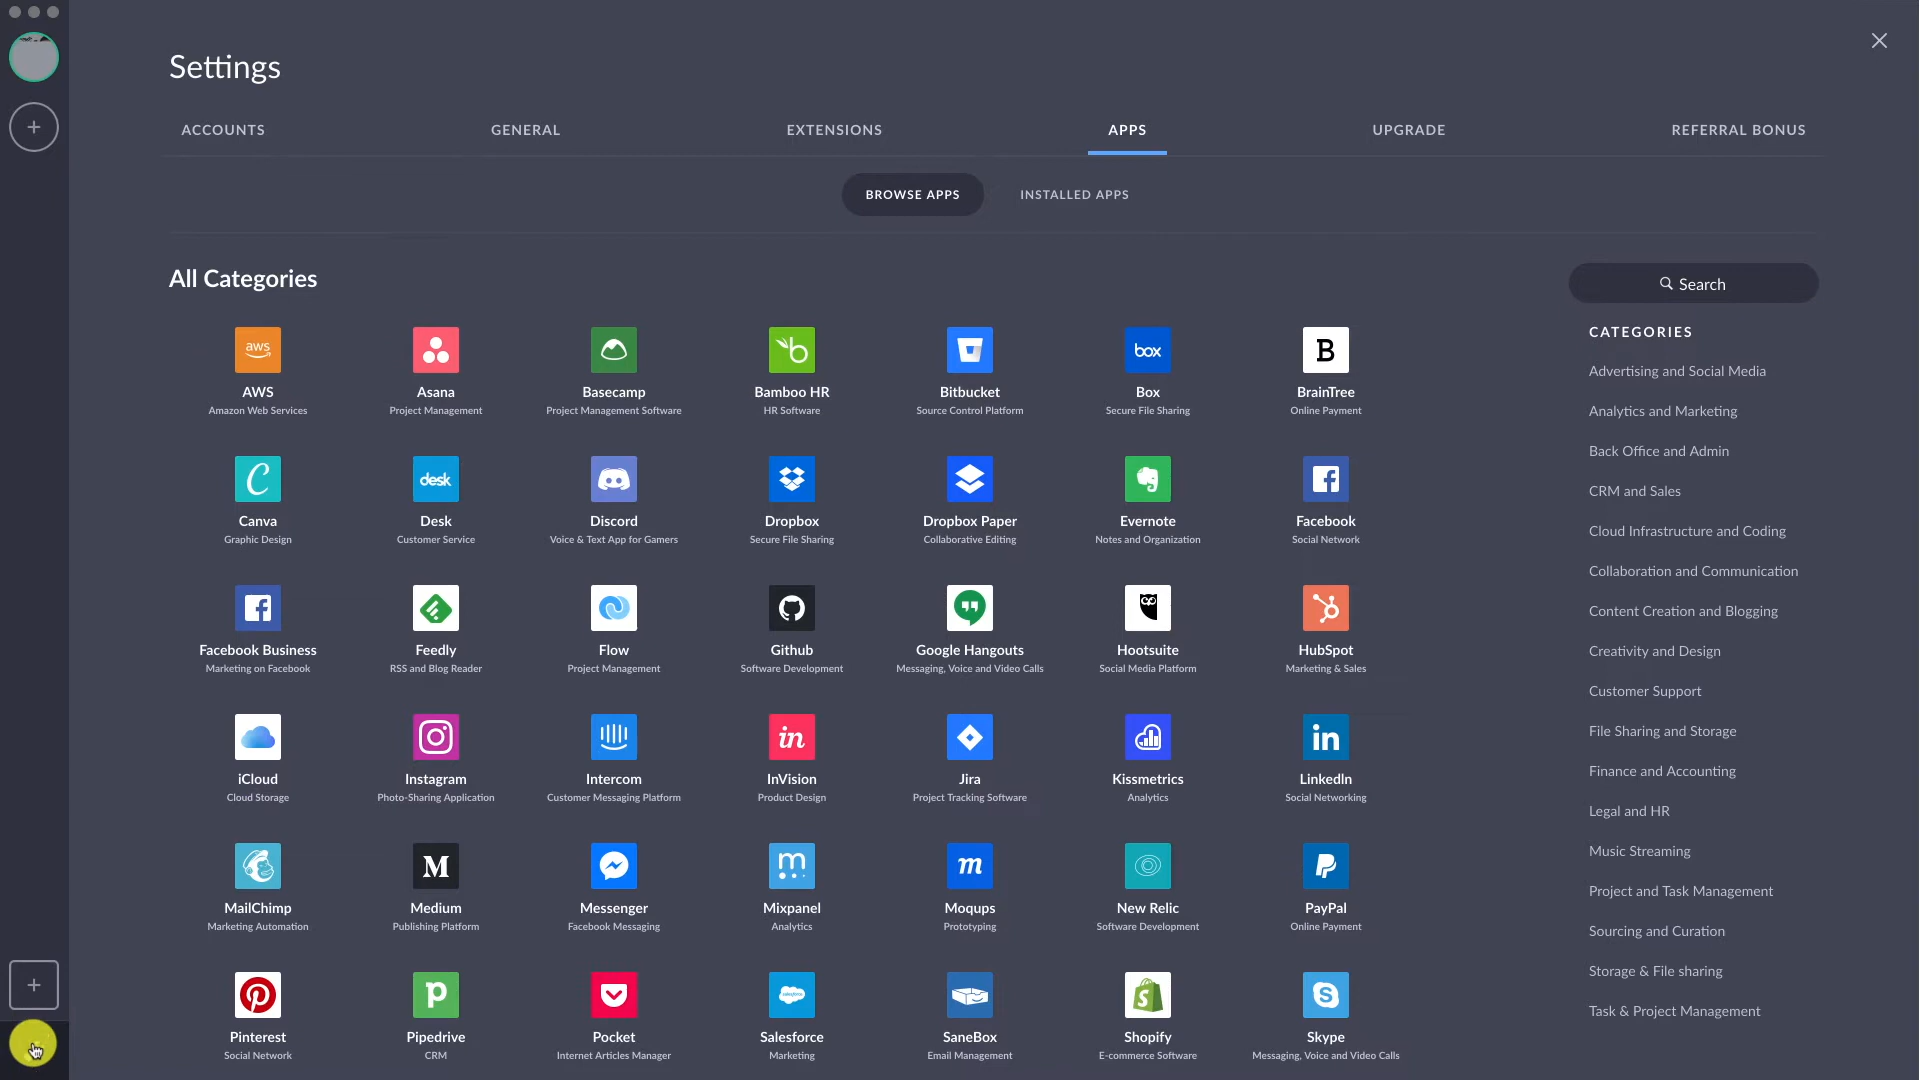 Settings
ACCOUNTS GENERAL EXTENSIONS APPS UPGRADE REFERRAL BONUS
BROWSE APPS INSTALLED APPS
All Categories
Search
aws box B
AWS Asana Basecamp Bamboo HR Bitbucket Box BrainTree
Amazon Web Services Project Management Project Management Software HR Software Source Control Platform Secure File Sharing Online Payment
desk
Canva Desk Discord Dropbox Dropbox Paper Evernote Facebook
Graphic Design Customer Service Voice & Text App for Gamers Secure File Sharing Collaborative Editing Notes and Organization Social Network
Facebook Business Feedly Flow Github Google Hangouts Hootsuite HubSpot
Marketing on Facebook RSS and Blog Reader Project Management Software Development Messaging, Voice and Video Calls Social Media Platform Marketing & Sales
in in
iCloud Instagram Intercom InVision Jira Kissmetrics LinkedIn
Cloud Storage Photo-Sharing Application Customer Messaging Platform Product Design Project Tracking Software Analytics Social Networking
M m m
MailChimp Medium Messenger Mixpanel Moqups New Relic PayPal
Marketing Automation Publishing Platform Facebook Messaging Analytics Prototyping Software Development Online Payment
Pinterest Pipedrive Pocket Salesforce SaneBox Shopify Skype
Social Network CRM Internet Articles Manager Marketing Email Management E-commerce Software Messaging, Voice and Video Calls
CATEGORIES
Advertising and Social Media
Analytics and Marketing
Back Office and Admin
CRM and Sales
Cloud Infrastructure and Coding
Collaboration and Communication
Content Creation and Blogging
Creativity and Design
Customer Support
File Sharing and Storage
Finance and Accounting
Legal and HR
Music Streaming
Project and Task Management
Sourcing and Curation
Storage & File sharing
Task & Project Management